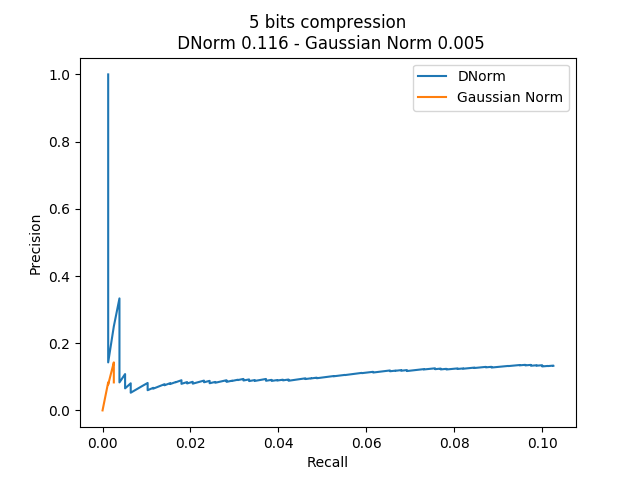 5 bits compression
DNorm 0.116 - Gaussian Norm 0.005
DNorm
Gaussian Norm
1.0
0.8
0.6
0.4
0.2
0.0
Precision
0.00 0.02 0.04 0.06 0.08 0.10
Recall